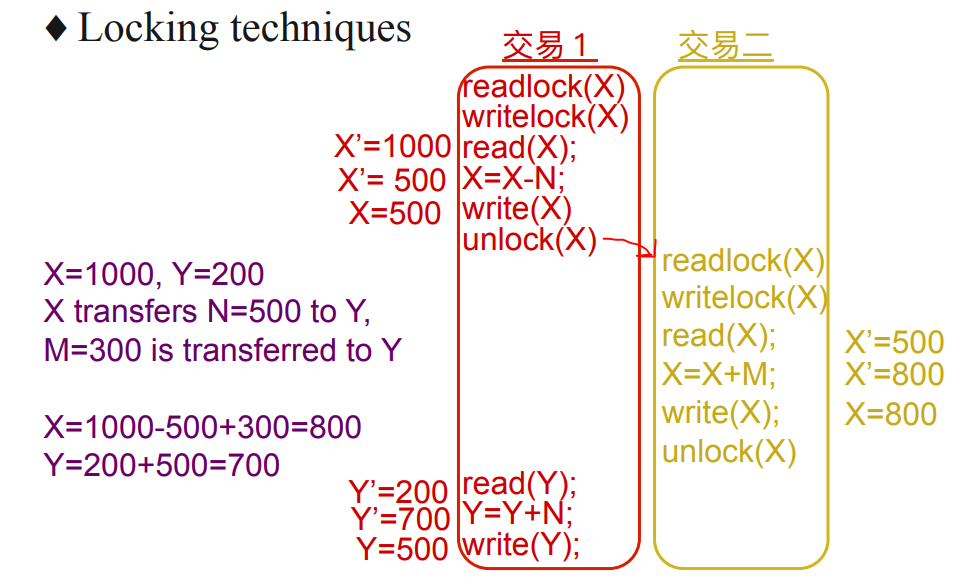 ♦ Locking techniques
交易 1
交易二
readlock(X)
writelock(X)
X’=1000 read(X);
X’= 500 X=X-N;
X=500 write(X)
unlock(X)
X=1000, Y=200
X transfers N=500 to Y,
M=300 is transferred to Y
X=1000-500+300=800
Y=200+500=700
readlock(X)
writelock(X)
read(X); X’=500
X=X+M; X’=800
write(X); X=800
unlock(X)
Y’=200 read(Y);
Y’=700 Y=Y+N;
Y=500 write(Y);